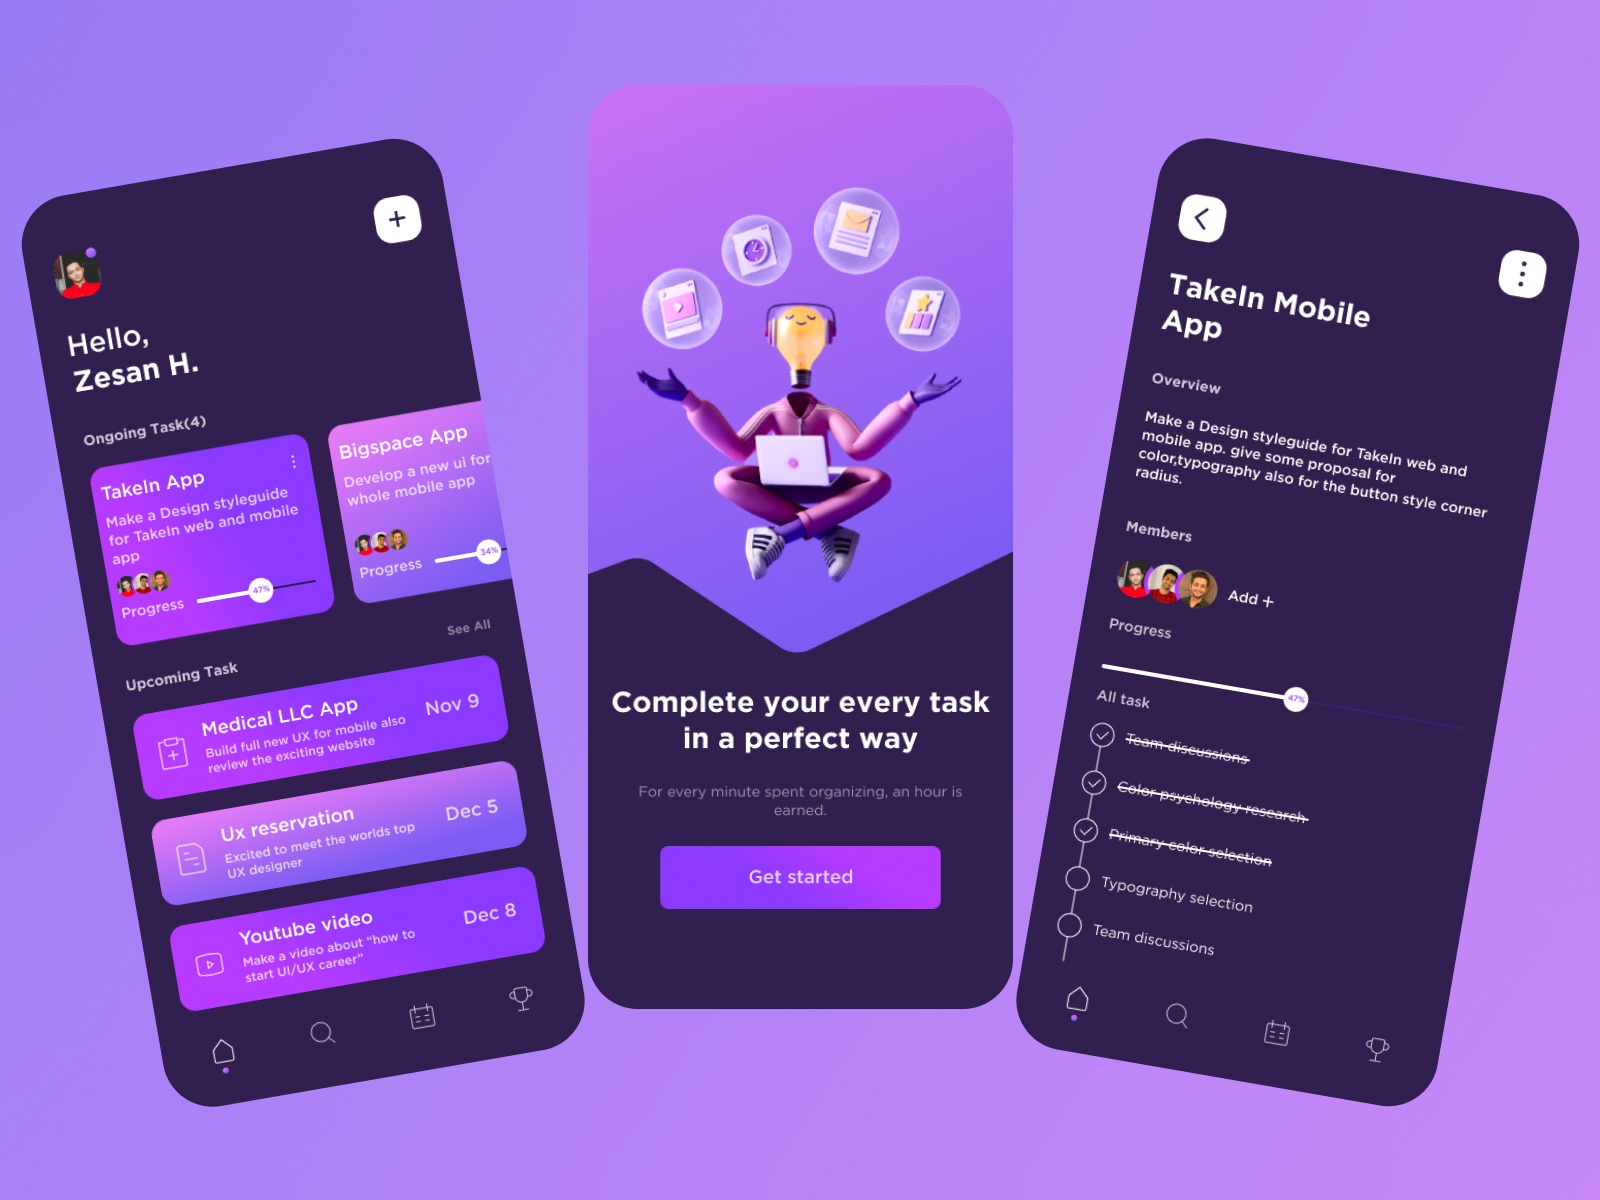 Hello,
Zesan H.
Ongoing Task(4)
TakeIn App
Make a Design styleguide
for TakeIn web and mobile
app
Progress
47%
Bigspace App
Develop a new ui for
whole mobile app
Progress
34%
See All
Upcoming Task
Medical LLC App
Build full new UX for mobile also
review the exciting website
Nov 9
Ux reservation
Excited to meet the worlds top
UX designer
Dec 5
Youtube video
Make a video about “how to
start UI/UX career”
Dec 8
Complete your every task
in a perfect way
For every minute spent organizing, an hour is
earned.
Get started
TakeIn Mobile
App
Overview
Make a Design styleguide for TakeIn web and
mobile app. give some proposal for
color,typography also for the button style corner
radius.
Members
Add +
Progress
47%
All task
Team discussions
Color psychology research
Primary color selection
Typography selection
Team discussions